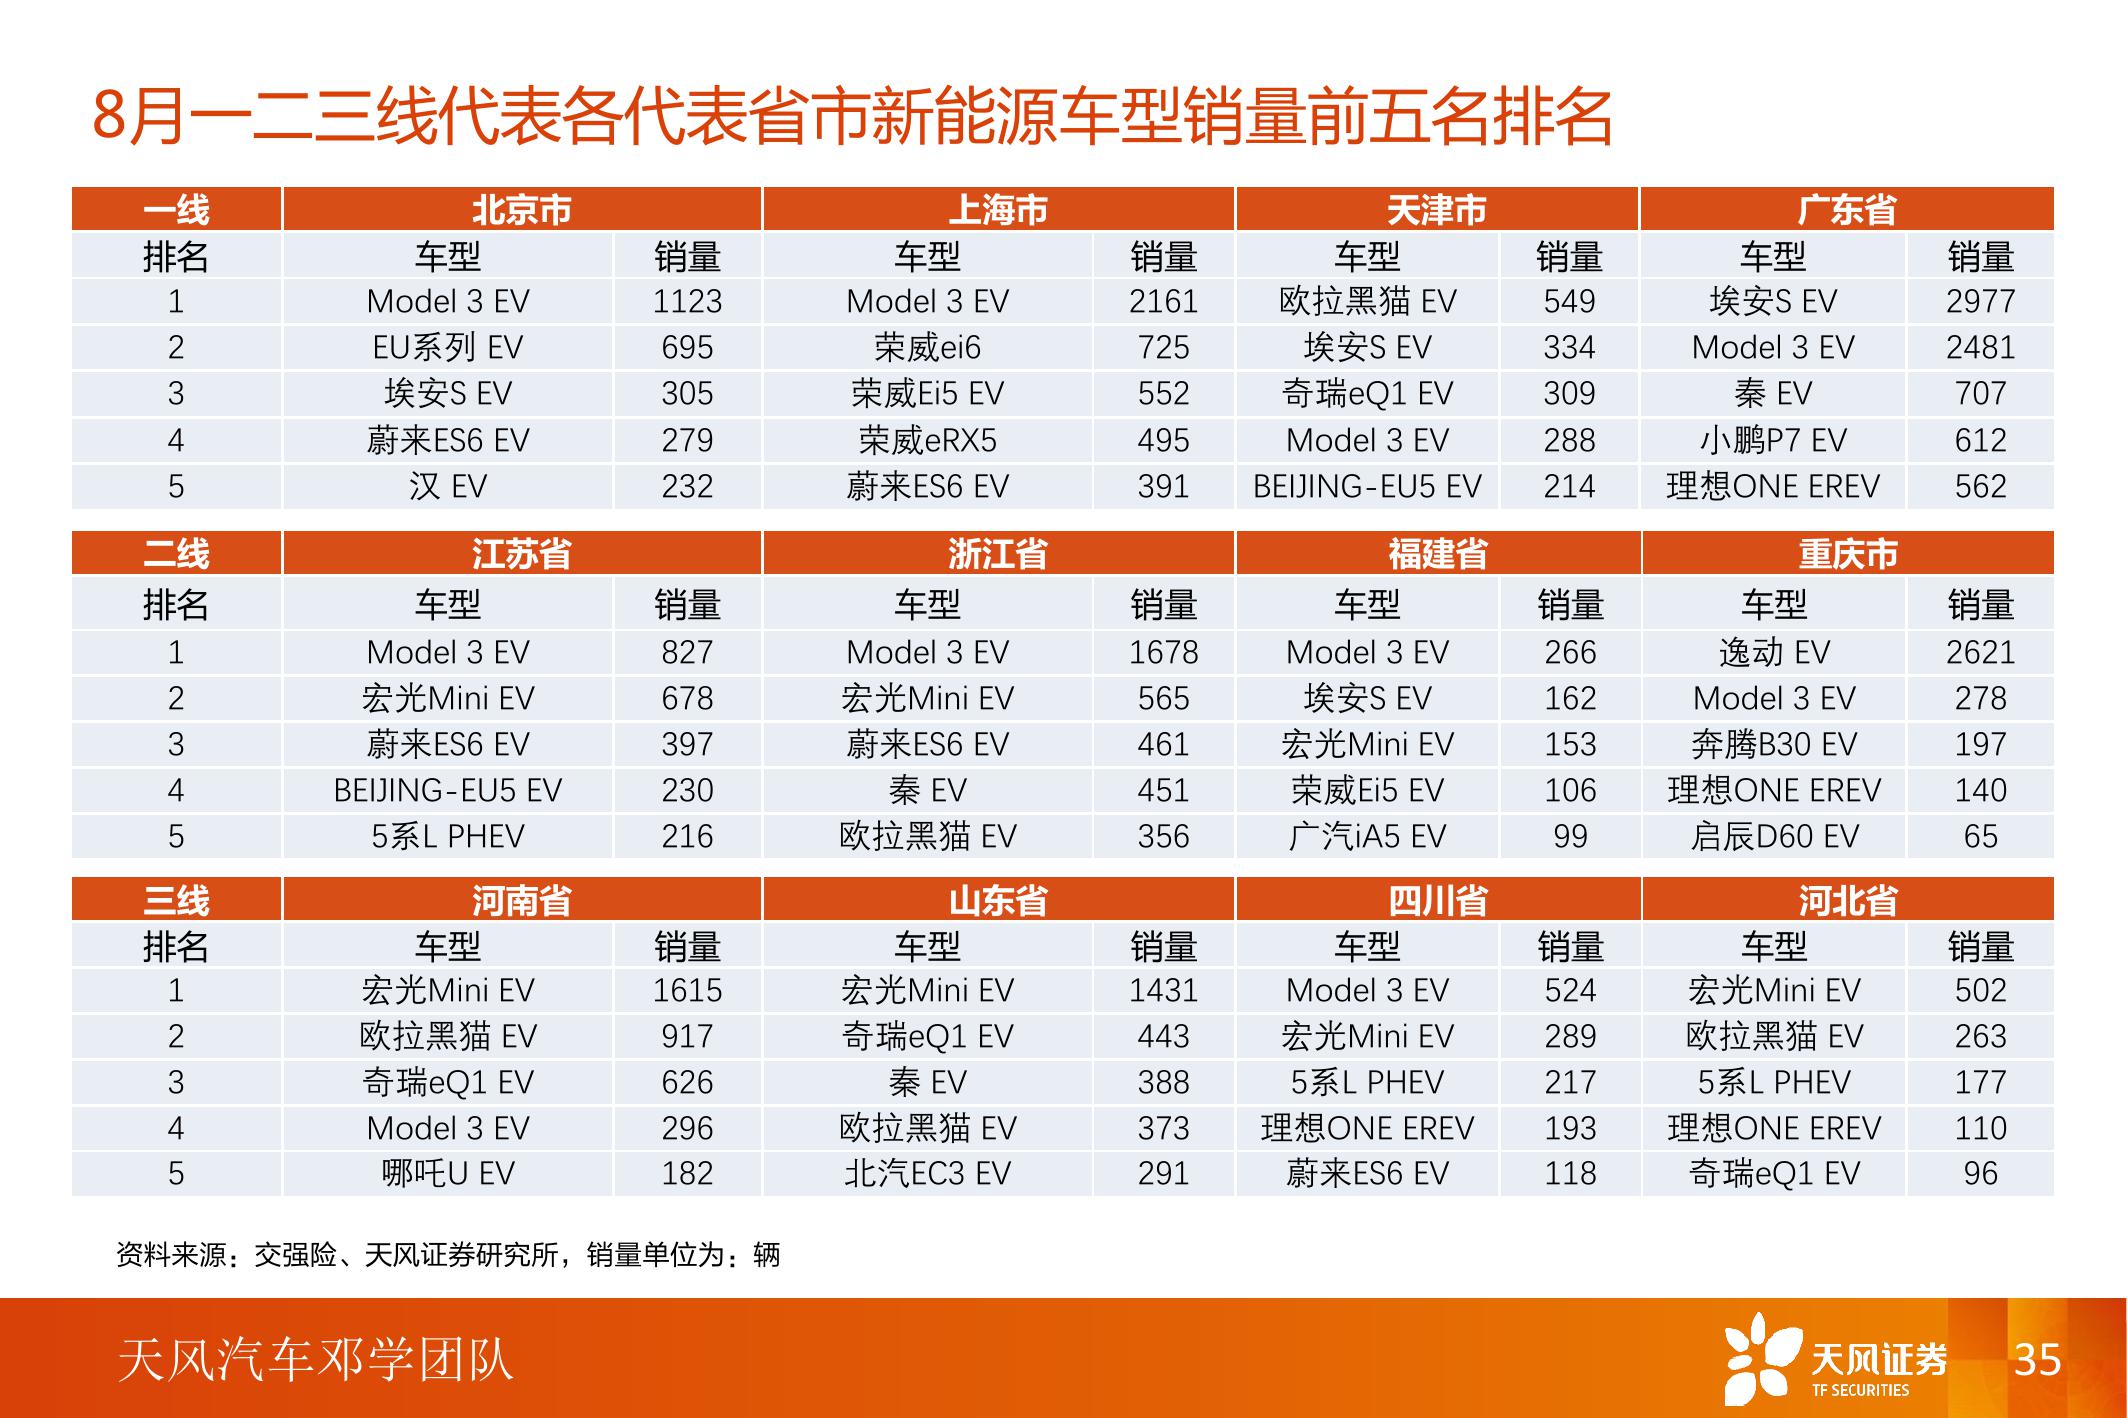 8月一二三线代表各代表省市新能源车型销量前五名排名
一线 北京市 上海市 天津市 广东省
排名 车型 销量 车型 销量 车型 销量 车型 销量
1 Model 3 EV 1123 Model 3 EV 2161 欧拉黑猫 EV 549 埃安S EV 2977
2 EU系列 EV 695 荣威ei6 725 埃安S EV 334 Model 3 EV 2481
3 埃安S EV 305 荣威Ei5 EV 552 奇瑞eQ1 EV 309 秦 EV 707
4 蔚来ES6 EV 279 荣威eRX5 495 Model 3 EV 288 小鹏P7 EV 612
5 汉 EV 232 蔚来ES6 EV 391 BEIJING-EU5 EV 214 理想ONE EREV 562
二线 江苏省 浙江省 福建省 重庆市
排名 车型 销量 车型 销量 车型 销量 车型 销量
1 Model 3 EV 827 Model 3 EV 1678 Model 3 EV 266 逸动 EV 2621
2 宏光Mini EV 678 宏光Mini EV 565 埃安S EV 162 Model 3 EV 278
3 蔚来ES6 EV 397 蔚来ES6 EV 461 宏光Mini EV 153 奔腾B30 EV 197
4 BEIJING-EU5 EV 230 秦 EV 451 荣威Ei5 EV 106 理想ONE EREV 140
5 5系L PHEV 216 欧拉黑猫 EV 356 广汽iA5 EV 99 启辰D60 EV 65
三线 河南省 山东省 四川省 河北省
排名 车型 销量 车型 销量 车型 销量 车型 销量
1 宏光Mini EV 1615 宏光Mini EV 1431 Model 3 EV 524 宏光Mini EV 502
2 欧拉黑猫 EV 917 奇瑞eQ1 EV 443 宏光Mini EV 289 欧拉黑猫 EV 263
3 奇瑞eQ1 EV 626 秦 EV 388 5系L PHEV 217 5系L PHEV 177
4 Model 3 EV 296 欧拉黑猫 EV 373 理想ONE EREV 193 理想ONE EREV 110
5 哪吒U EV 182 北汽EC3 EV 291 蔚来ES6 EV 118 奇瑞eQ1 EV 96
资料来源：交强险、天风证券研究所，销量单位为：辆
天风汽车邓学团队
天风证券
TF SECURITIES
35